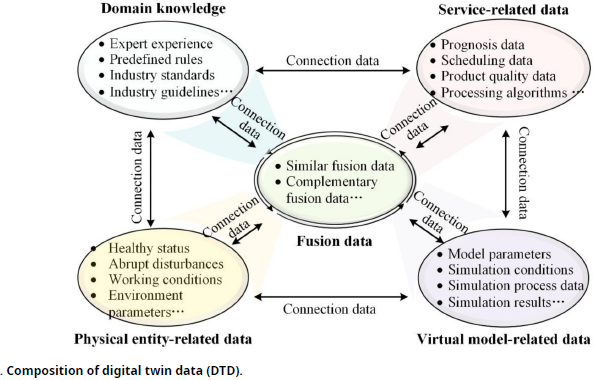 Domain knowledge
Service-related data
• Expert experience
• Predefined rules
• Industry standards
• Industry guidelines…
• Prognosis data
• Scheduling data
• Product quality data
• Processing algorithms …
Connection data
Connection
data
Connection
data
Connection data
Connection data
• Similar fusion data
• Complementary
fusion data…
Fusion data
Connection
data
Connection
data
• Healthy status
• Abrupt disturbances
• Working conditions
• Environment
parameters…
• Model parameters
• Simulation conditions
• Simulation process data
• Simulation results…
Connection data
Physical entity-related data
Virtual model-related data
. Composition of digital twin data (DTD).